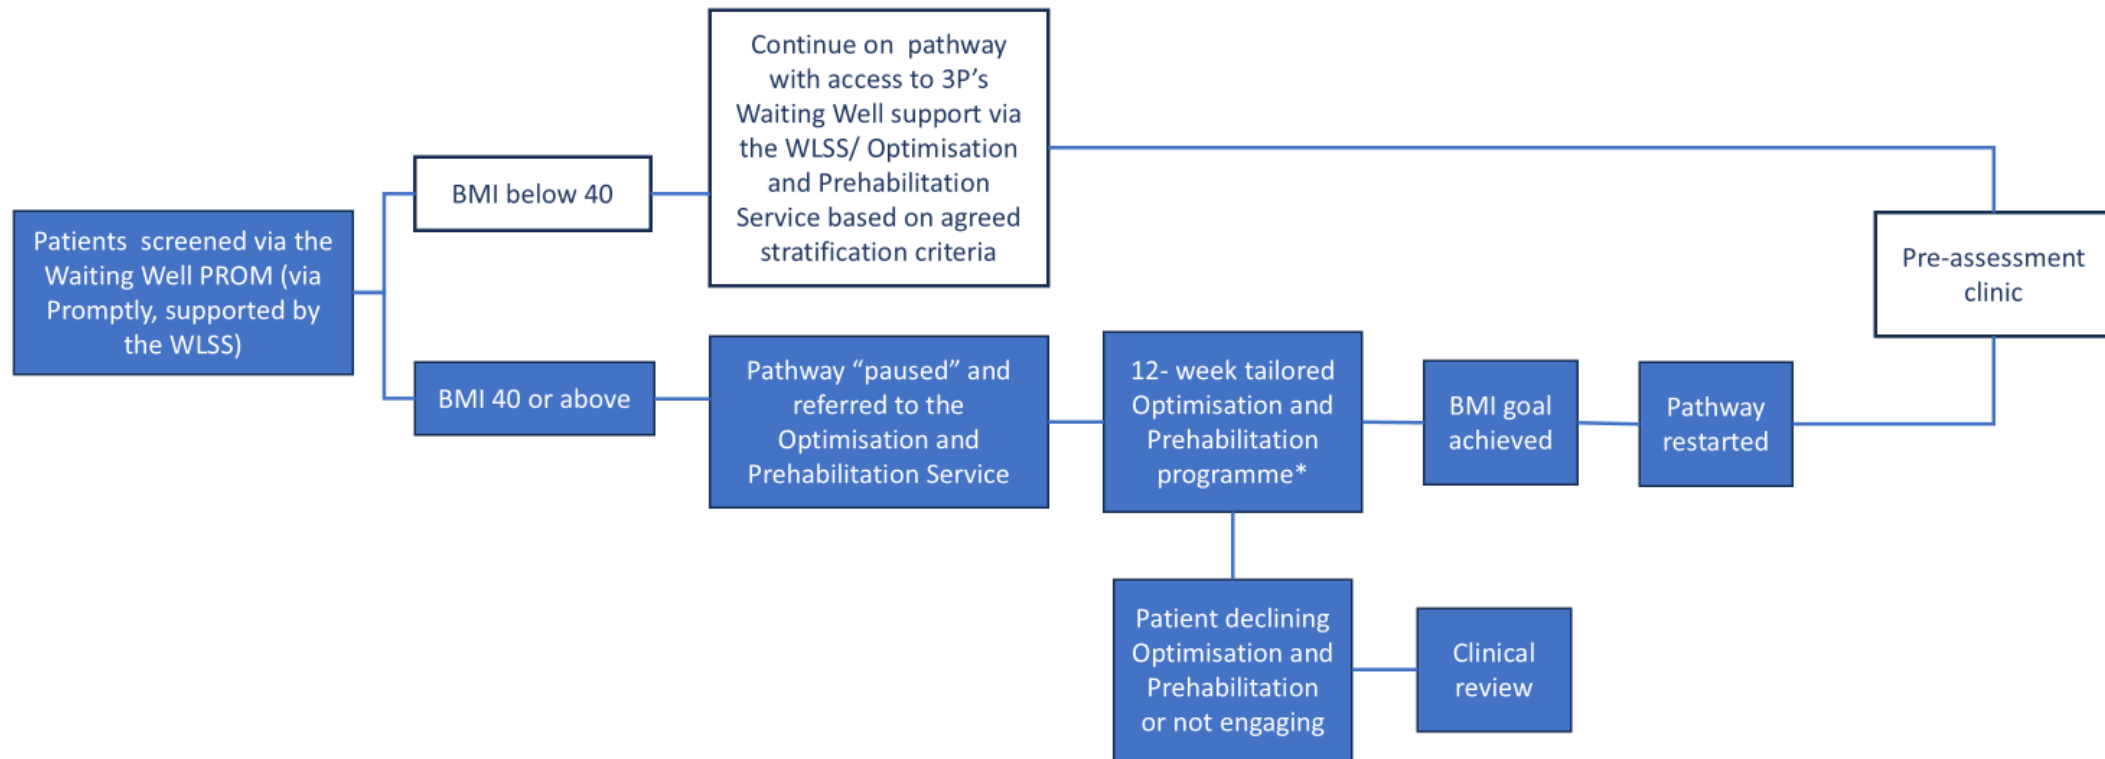 Patients screened via the
Waiting Well PROM (via
Promptly, supported by
the WLSS)
BMI below 40
Continue on pathway
with access to 3P’s
Waiting Well support via
the WLSS/ Optimisation
and Prehabilitation
Service based on agreed
stratification criteria
BMI 40 or above
Pathway “paused” and
referred to the
Optimisation and
Prehabilitation Service
12- week tailored
Optimisation and
Prehabilitation
programme*
BMI goal
achieved
Pathway
restarted
Pre-assessment
clinic
Patient declining
Optimisation and
Prehabilitation
or not engaging
Clinical
review